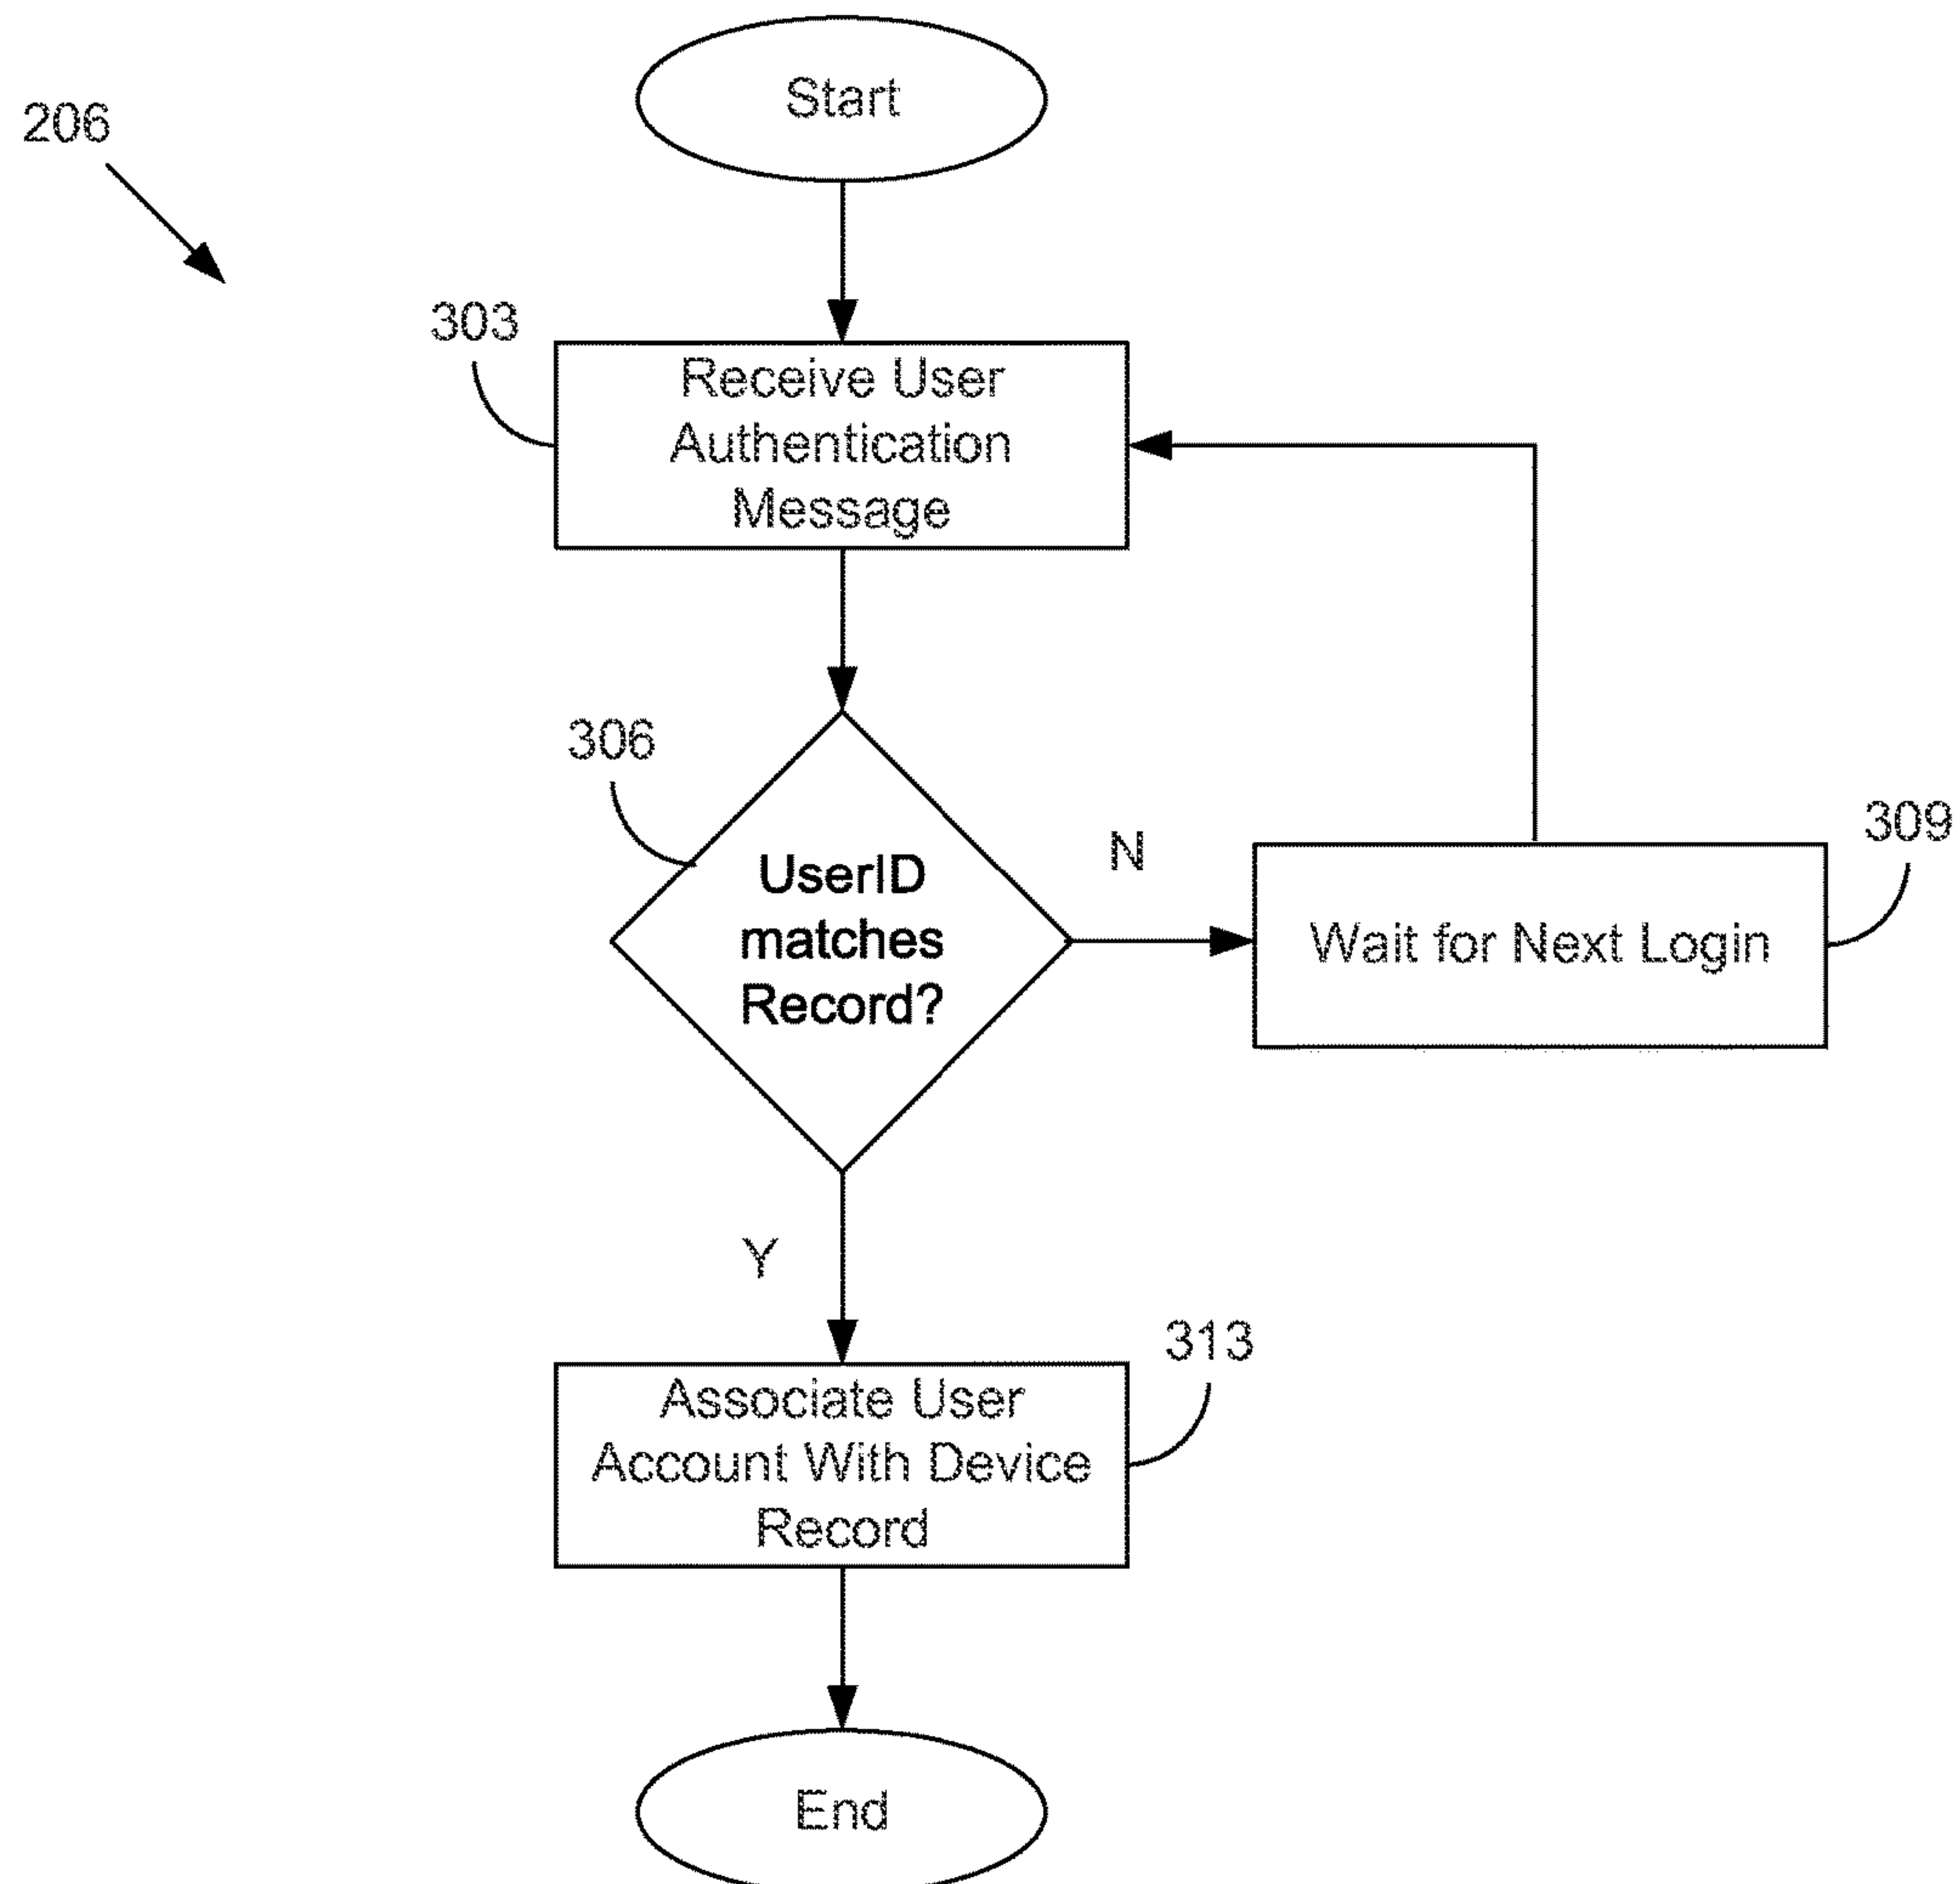 Start
206
303
Receive User
Authentication
Message
306
UserID
matches
Record?
N
309
Wait for Next Login
Y
313
Associate User
Account With Device
Record
End